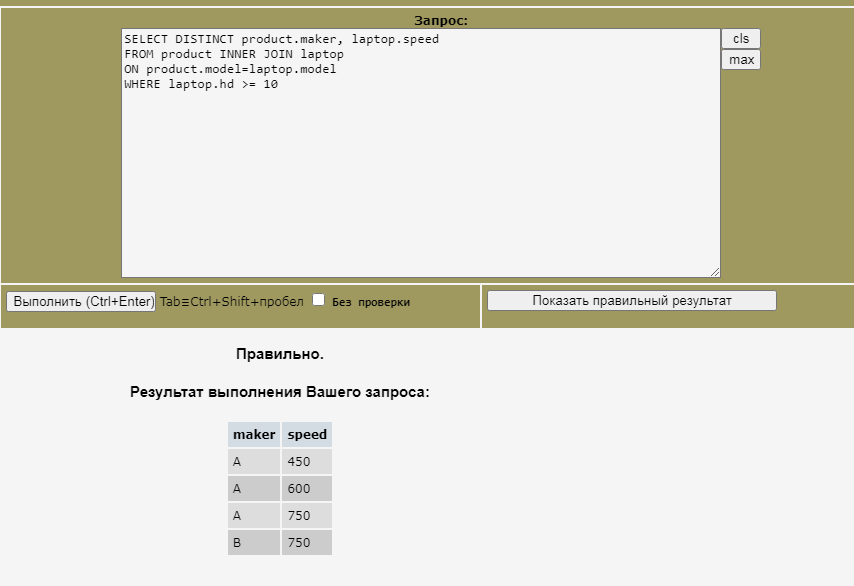 Запрос:
SELECT DISTINCT product.maker, laptop.speed
FROM product INNER JOIN laptop
ON product.model=laptop.model
WHERE laptop.hd >= 10
cls
max
Выполнить (Ctrl+Enter) Tab≡Ctrl+Shift+пробел Без проверки
Показать правильный результат
Правильно.
Результат выполнения Вашего запроса:
maker speed
A 450
A 600
A 750
B 750